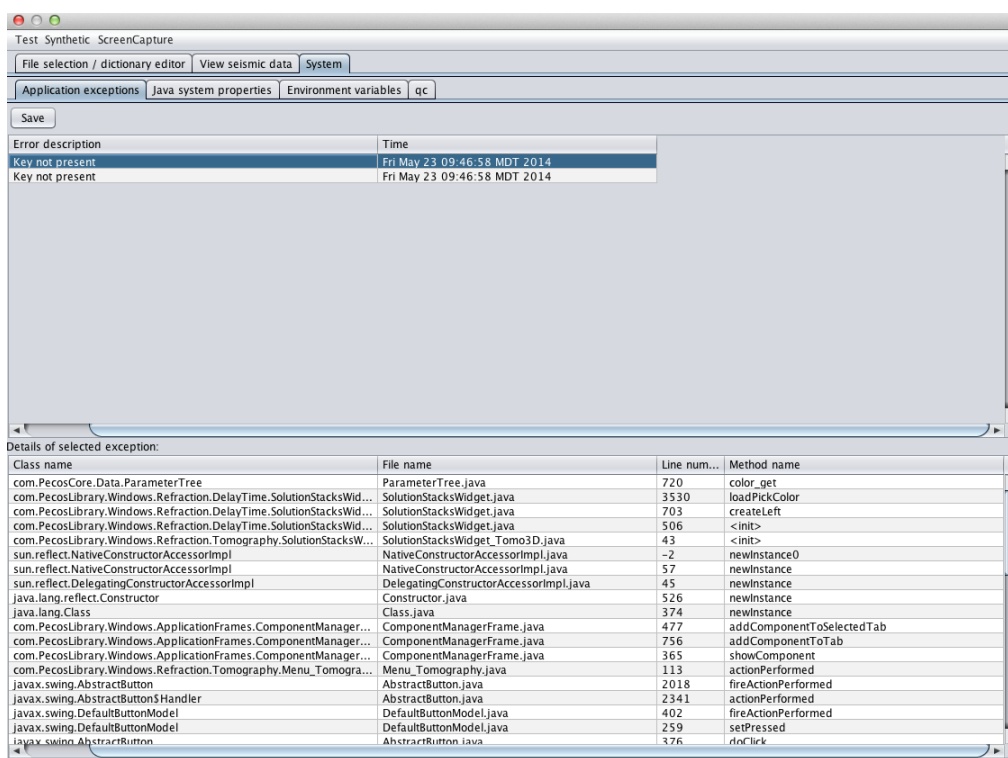 Test Synthetic ScreenCapture
File selection / dictionary editor View seismic data System
Application exceptions Java system properties Environment variables qc
Save
Error description Time
Key not present Fri May 23 09:46:58 MDT 2014
Key not present Fri May 23 09:46:58 MDT 2014
Details of selected exception:
Class name File name Line num... Method name
com.PecosCore.Data.ParameterTree ParameterTree.java 720 color_get
com.PecosLibrary.Windows.Refraction.DelayTime.SolutionStacksWid... SolutionStacksWidget.java 3530 loadPickColor
com.PecosLibrary.Windows.Refraction.DelayTime.SolutionStacksWid... SolutionStacksWidget.java 703 createLeft
com.PecosLibrary.Windows.Refraction.DelayTime.SolutionStacksWid... SolutionStacksWidget.java 506 <init>
com.PecosLibrary.Windows.Refraction.Tomography.SolutionStacksW... SolutionStacksWidget_Tomo3D.java 43 <init>
sun.reflect.NativeConstructorAccessorImpl NativeConstructorAccessorImpl.java -2 newInstance0
sun.reflect.NativeConstructorAccessorImpl NativeConstructorAccessorImpl.java 57 newInstance
sun.reflect.DelegatingConstructorAccessorImpl DelegatingConstructorAccessorImpl.java 45 newInstance
java.lang.reflect.Constructor Constructor.java 526 newInstance
java.lang.Class Class.java 374 newInstance
com.PecosLibrary.Windows.ApplicationFrames.ComponentManager... ComponentManagerFrame.java 477 addComponentToSelectedTab
com.PecosLibrary.Windows.ApplicationFrames.ComponentManager... ComponentManagerFrame.java 756 addComponentToTab
com.PecosLibrary.Windows.ApplicationFrames.ComponentManager... ComponentManagerFrame.java 365 showComponent
com.PecosLibrary.Windows.Refraction.Tomography.Menu_Tomogra... Menu_Tomography.java 113 actionPerformed
javax.swing.AbstractButton AbstractButton.java 2018 fireActionPerformed
javax.swing.AbstractButton$Handler AbstractButton.java 2341 actionPerformed
javax.swing.DefaultButtonModel DefaultButtonModel.java 402 fireActionPerformed
javax.swing.DefaultButtonModel DefaultButtonModel.java 259 setPressed
javax.swing.AbstractButton AbstractButton.java 376 doClick